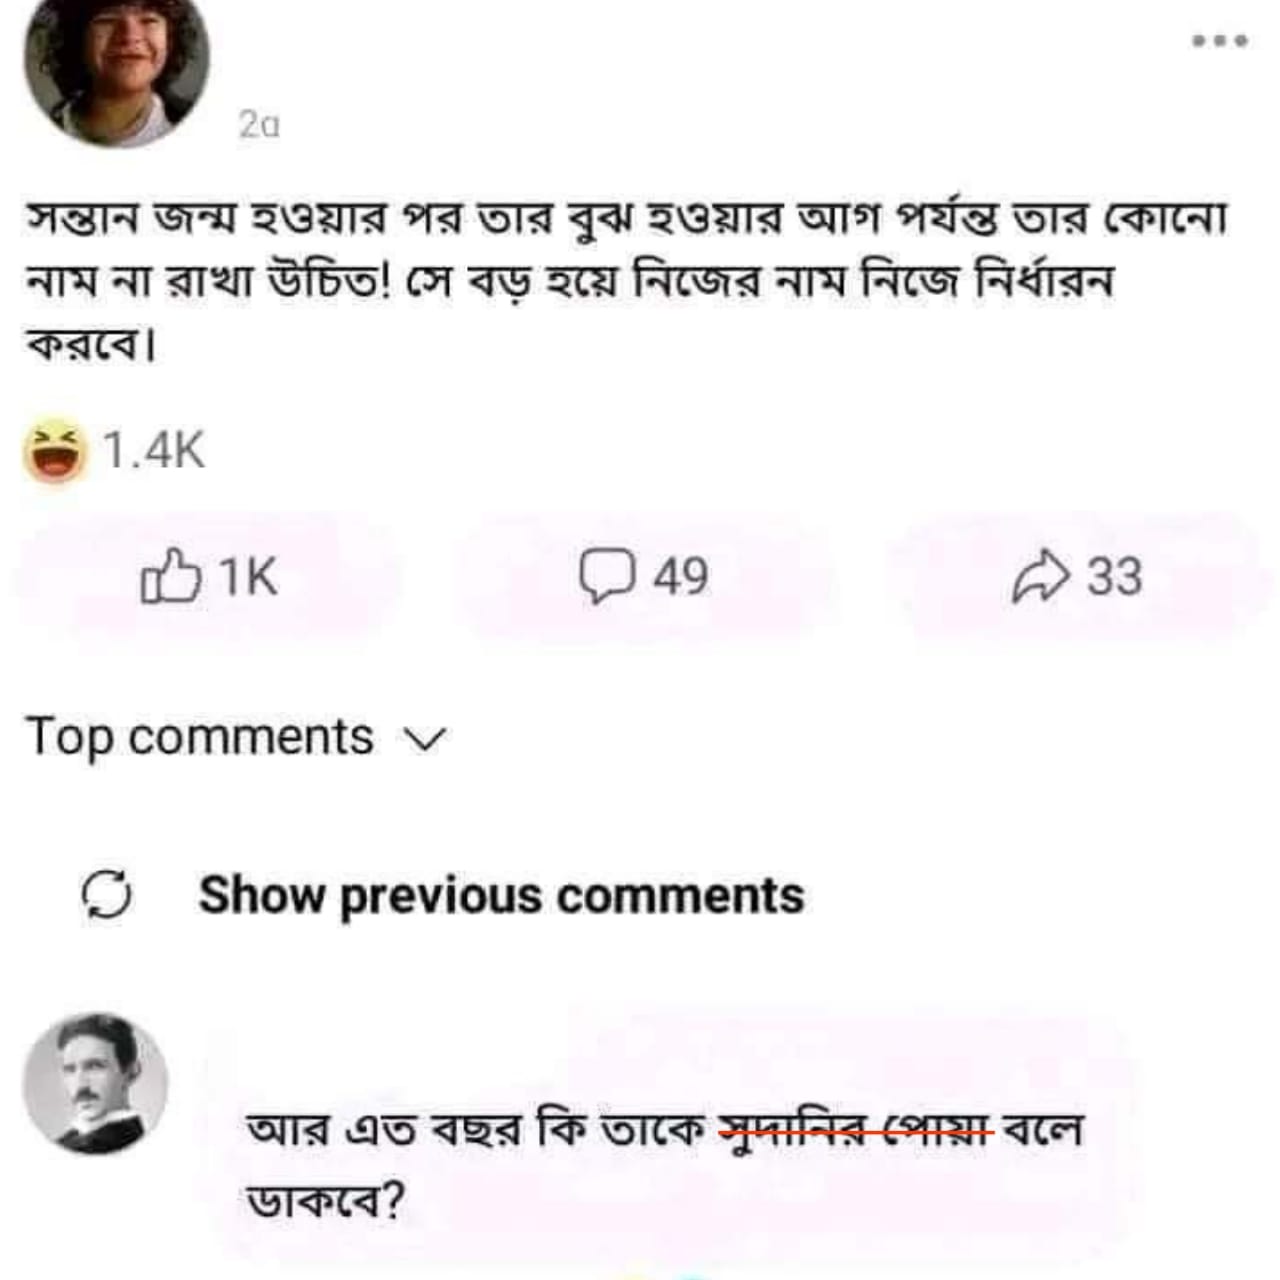 2a
সন্তান জন্ম হওয়ার পর তার বুঝ হওয়ার আগ পর্যন্ত তার কোনো
নাম না রাখা উচিত! সে বড় হয়ে নিজের নাম নিজে নির্ধারন
করবে।
1.4K
1K 49 33
Top comments
Show previous comments
আর এত বছর কি তাকে সুদানির পোয়া বলে
ডাকবে?